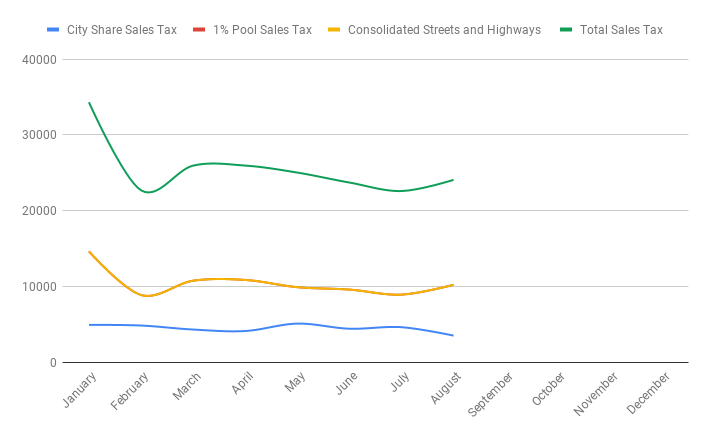 City Share Sales Tax 1% Pool Sales Tax Consolidated Streets and Highways Total Sales Tax
40000
30000
20000
10000
0
January February March April May June July August September October November December